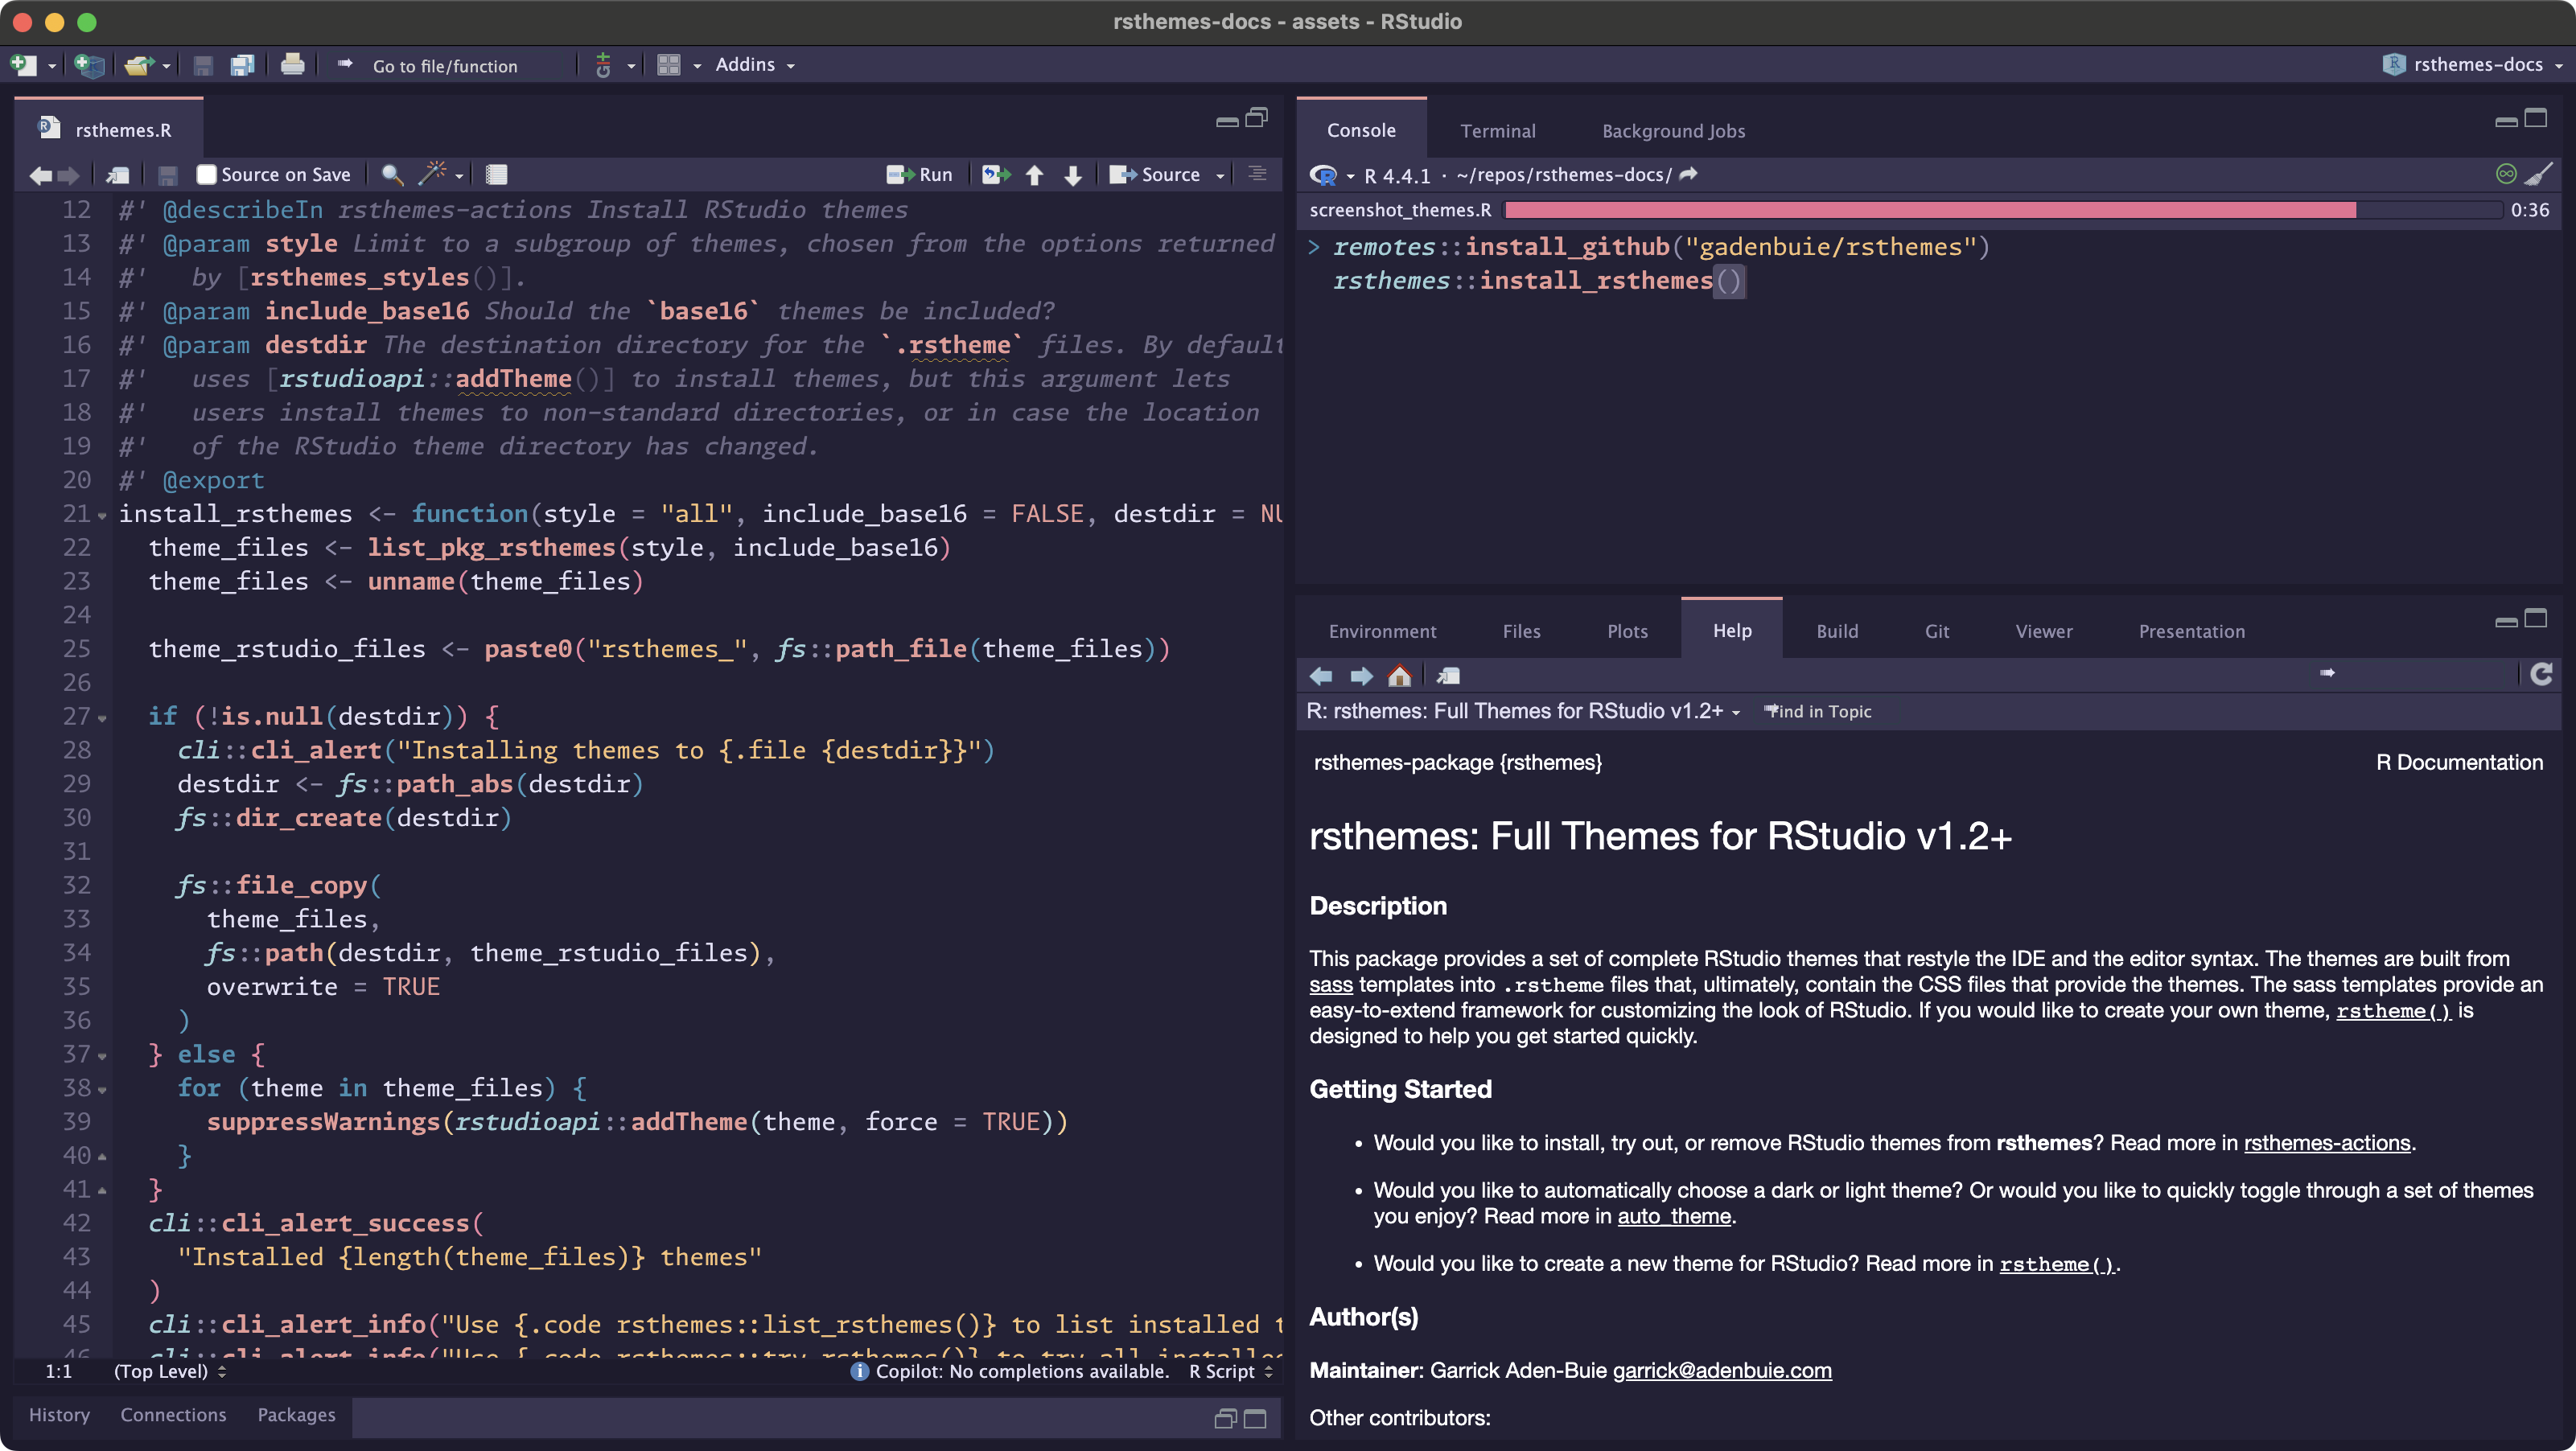 rsthemes-docs - assets - RStudio
Go to file/function
Addins
rsthemes-docs
rsthemes.R
Source on Save
Run
Source
12 #' @describeIn rsthemes-actions Install RStudio themes
13 #' @param style Limit to a subgroup of themes, chosen from the options returned
14 #'   by [rsthemes_styles()].
15 #' @param include_base16 Should the `base16` themes be included?
16 #' @param destdir The destination directory for the `.rstheme` files. By default
17 #'   uses [rstudioapi::addTheme()] to install themes, but this argument lets
18 #'   users install themes to non-standard directories, or in case the location
19 #'   of the RStudio theme directory has changed.
20 #' @export
21 install_rsthemes <- function(style = "all", include_base16 = FALSE, destdir = NU
22   theme_files <- list_pkg_rsthemes(style, include_base16)
23   theme_files <- unname(theme_files)
24
25   theme_rstudio_files <- paste0("rsthemes_", fs::path_file(theme_files))
26
27   if (!is.null(destdir)) {
28     cli::cli_alert("Installing themes to {.file {destdir}}")
29     destdir <- fs::path_abs(destdir)
30     fs::dir_create(destdir)
31
32     fs::file_copy(
33       theme_files,
34       fs::path(destdir, theme_rstudio_files),
35       overwrite = TRUE
36     )
37   } else {
38     for (theme in theme_files) {
39       suppressWarnings(rstudioapi::addTheme(theme, force = TRUE))
40     }
41   }
42   cli::cli_alert_success(
43     "Installed {length(theme_files)} themes"
44   )
45   cli::cli_alert_info("Use {.code rsthemes::list_rsthemes()} to list installed t
46   cli::cli_alert_info("Use {.code rsthemes::try_rsthemes()} to try all installed
1:1 (Top Level)
Copilot: No completions available.
R Script
History Connections Packages
Console Terminal Background Jobs
R 4.4.1 · ~/repos/rsthemes-docs/
screenshot_themes.R 0:36
> remotes::install_github("gadenbuie/rsthemes")
  rsthemes::install_rsthemes()
Environment Files Plots Help Build Git Viewer Presentation
R: rsthemes: Full Themes for RStudio v1.2+
Find in Topic
rsthemes-package {rsthemes}
R Documentation
rsthemes: Full Themes for RStudio v1.2+
Description
This package provides a set of complete RStudio themes that restyle the IDE and the editor syntax. The themes are built from
sass templates into .rstheme files that, ultimately, contain the CSS files that provide the themes. The sass templates provide an
easy-to-extend framework for customizing the look of RStudio. If you would like to create your own theme, rstheme() is
designed to help you get started quickly.
Getting Started
• Would you like to install, try out, or remove RStudio themes from rsthemes? Read more in rsthemes-actions.
• Would you like to automatically choose a dark or light theme? Or would you like to quickly toggle through a set of themes
you enjoy? Read more in auto_theme.
• Would you like to create a new theme for RStudio? Read more in rstheme().
Author(s)
Maintainer: Garrick Aden-Buie garrick@adenbuie.com
Other contributors: